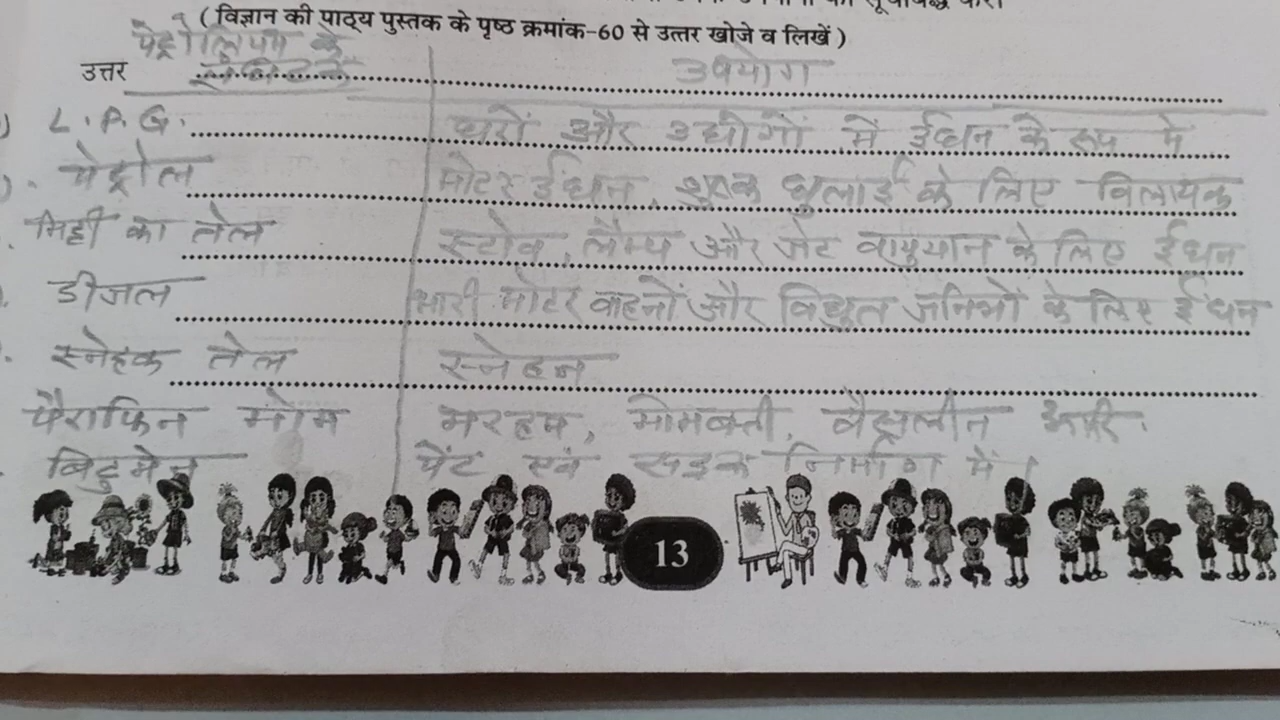 ( विज्ञान की पाठ्य पुस्तक के पृष्ठ क्रमांक-60 से उत्तर खोजे व लिखें )
पेट्रोलियम के
उत्तर उपयोग
L.P.G. घरों और उद्योगों में ईंधन के रूप में
पेट्रोल मोटर ईंधन, शुष्क धुलाई के लिए विलायक
मिट्टी का तेल स्टोव, लैम्प और जेट वायुयान के लिए ईंधन
डीजल भारी मोटर वाहनों और विद्युत जनित्रों के लिए ईंधन
स्नेहक तेल स्नेहन
पैराफिन मोम मरहम, मोमबत्ती, वैसलीन आदि
बिटुमेन पेंट एवं सड़क निर्माण में।
13